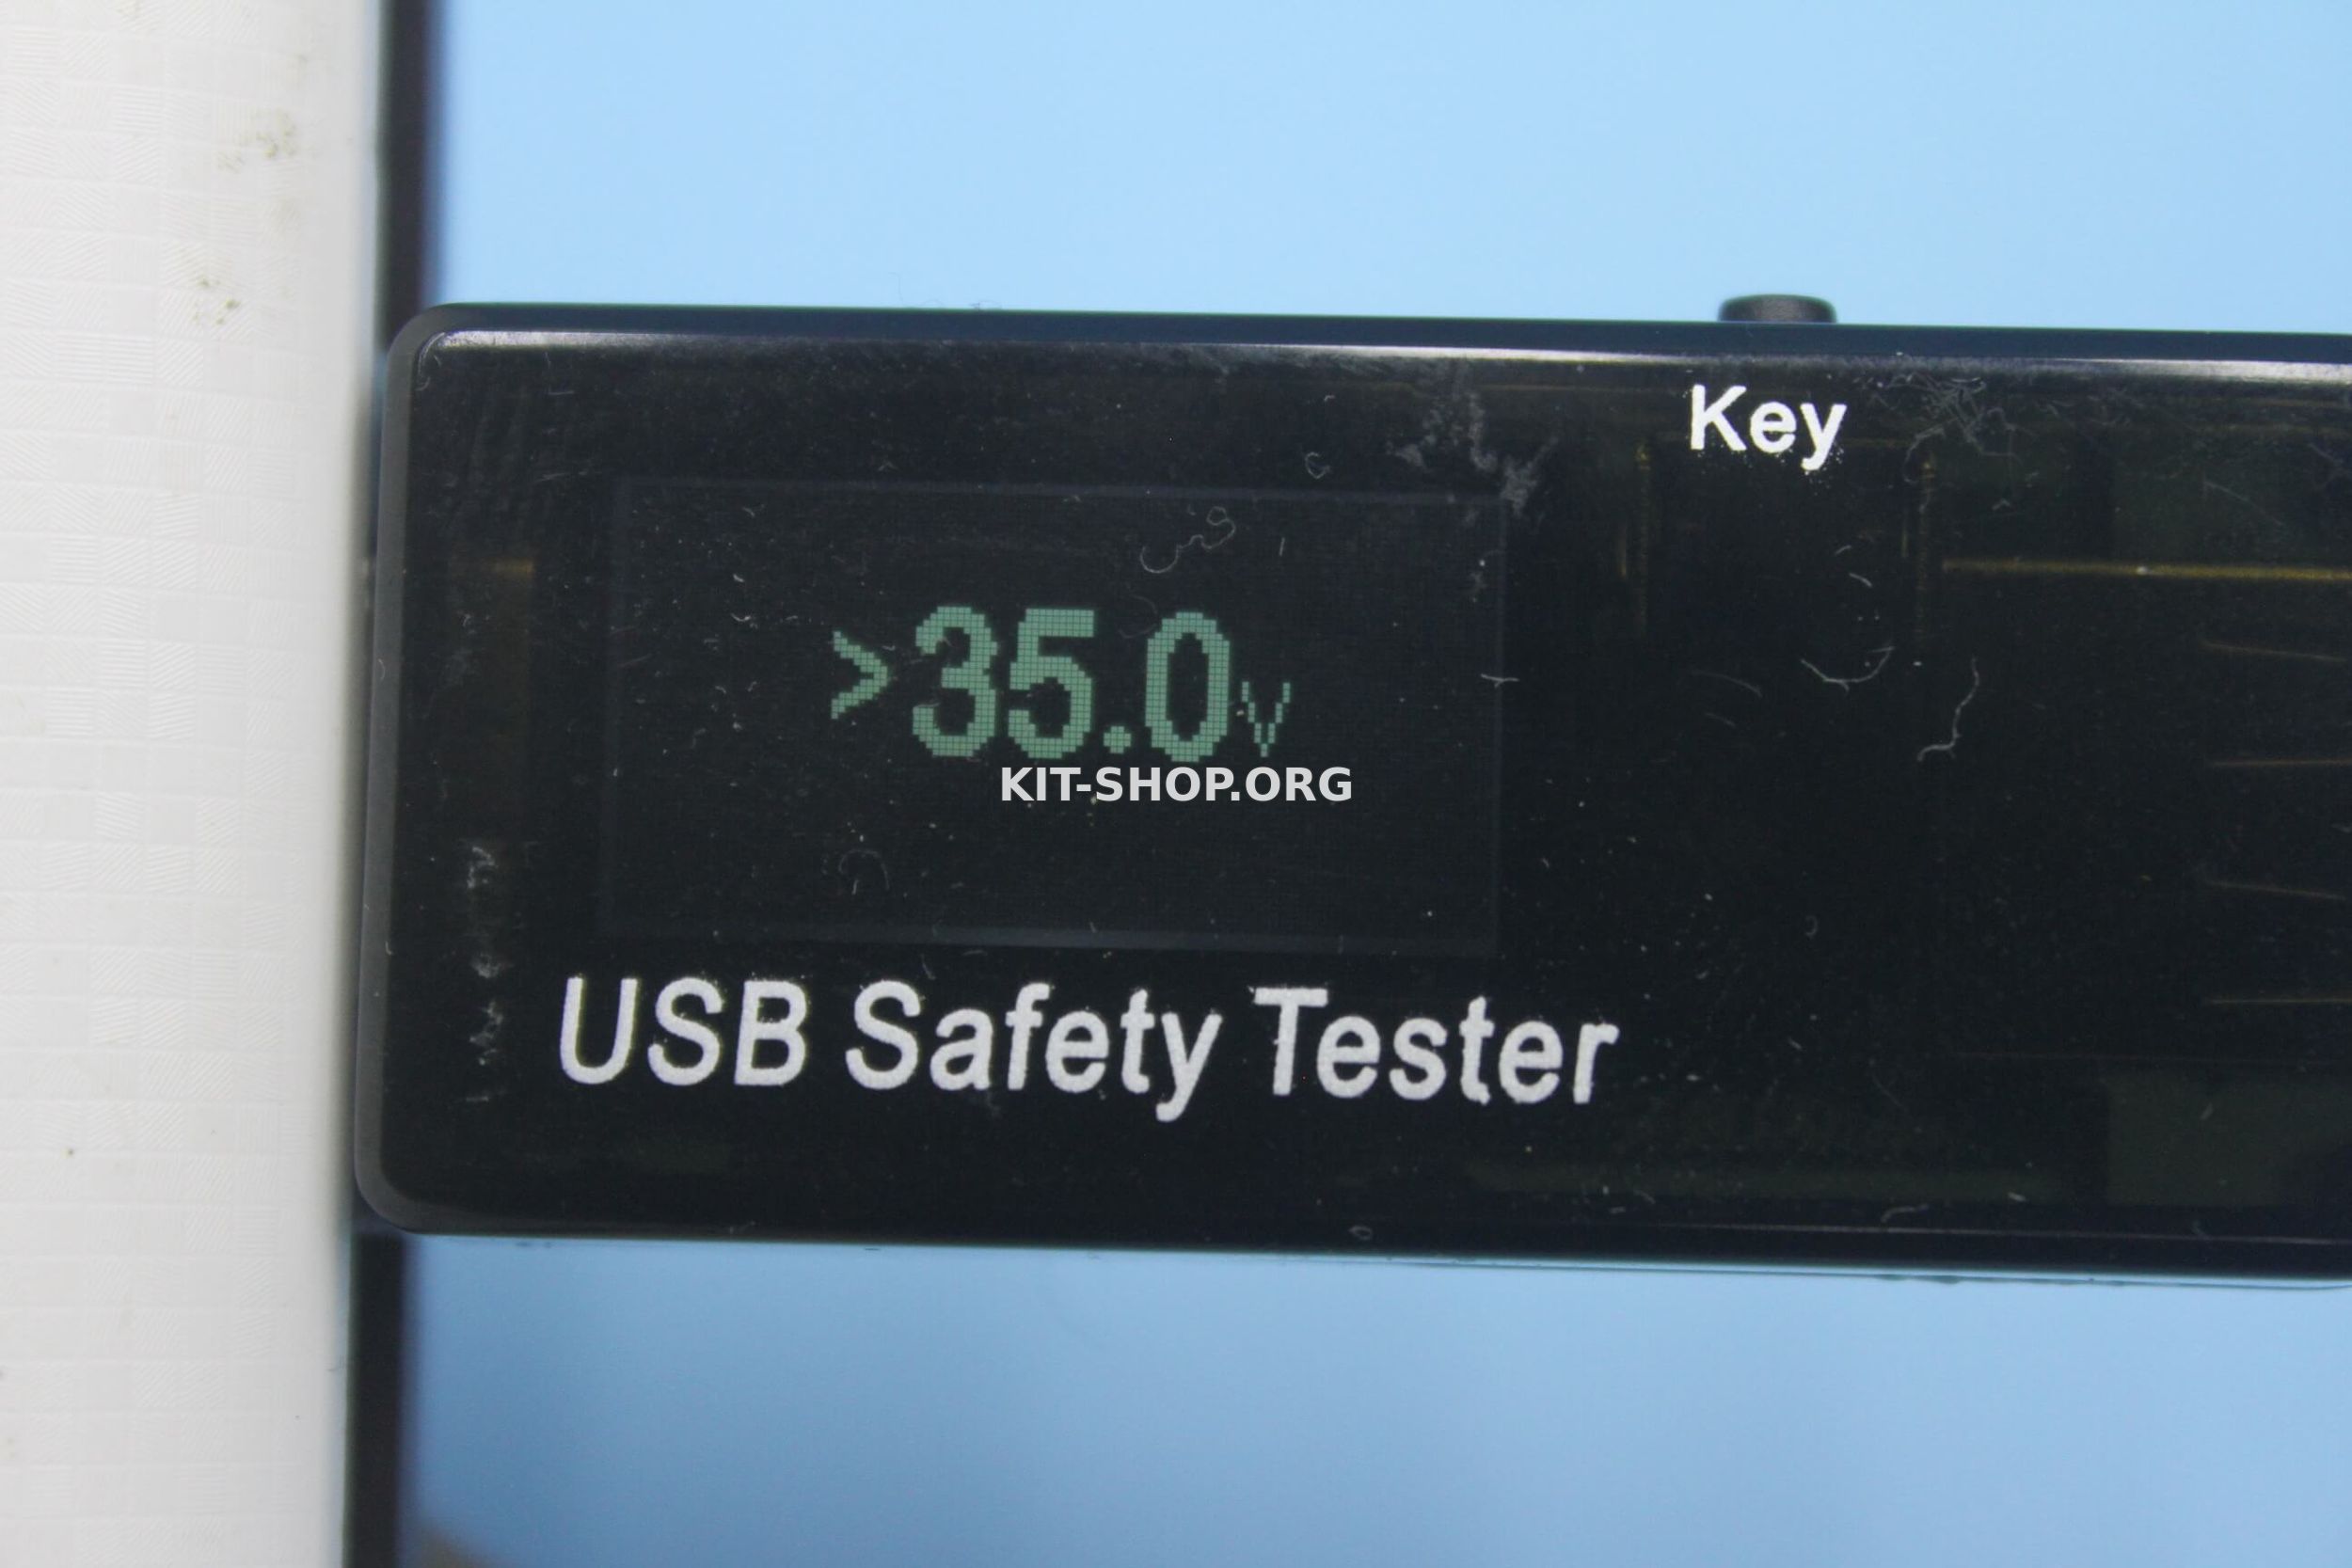 Key
>35.0v
KIT-SHOP.ORG
USB Safety Tester